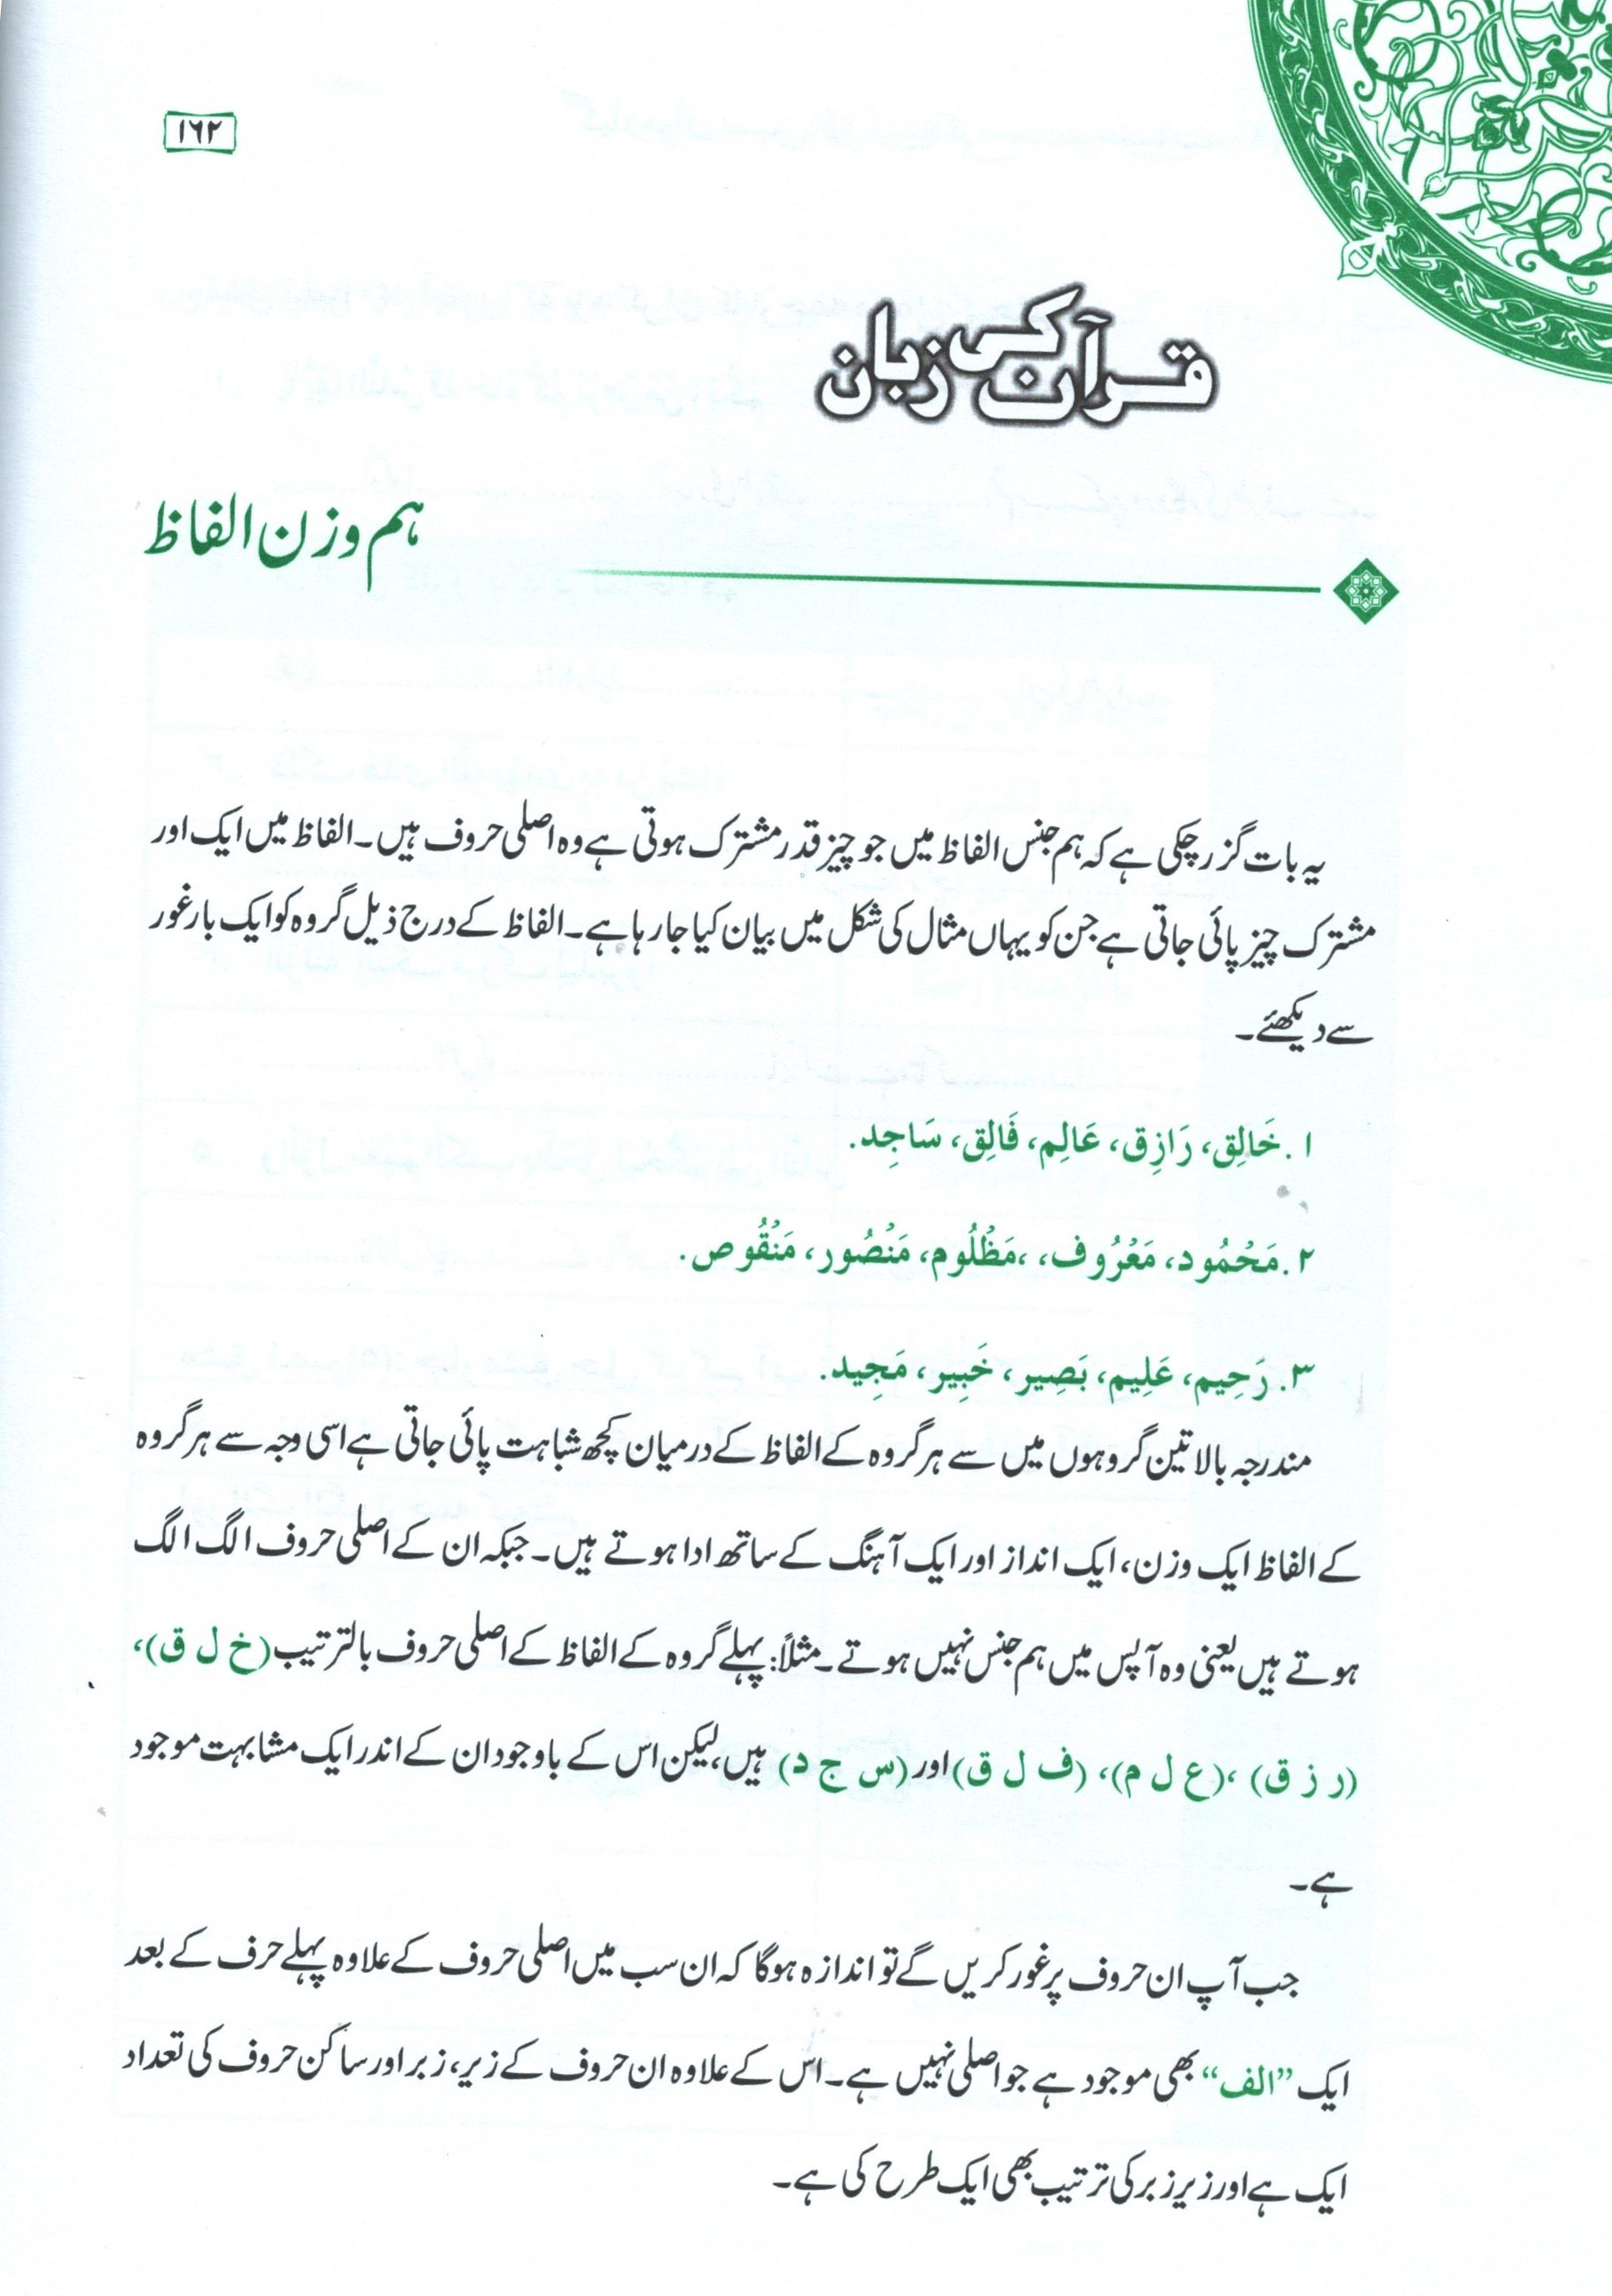 ۱۶۲
قرآن کی زبان
ہم وزن الفاظ
یہ بات گزر چکی ہے کہ ہم جنس الفاظ میں جو چیز قدر مشترک ہوتی ہے وہ اصلی حروف ہیں۔ الفاظ میں ایک اور
مشترک چیز پائی جاتی ہے جن کو یہاں مثال کی شکل میں بیان کیا جا رہا ہے۔ الفاظ کے درج ذیل گروہ کو ایک بار غور
سے دیکھئے۔
۱. خَالِق، رَازِق، عَالِم، فَالِق، سَاجِد.
۲. مَحْمُود، مَعْرُوف، ،مَظْلُوم، مَنْصُور، مَنْقُوص.
۳. رَحِیم، عَلِیم، بَصِیر، خَبِیر، مَجِید.
مندرجہ بالا تین گروہوں میں سے ہر گروہ کے الفاظ کے درمیان کچھ شباہت پائی جاتی ہے اسی وجہ سے ہر گروہ
کے الفاظ ایک وزن، ایک انداز اور ایک آہنگ کے ساتھ ادا ہوتے ہیں۔ جبکہ ان کے اصلی حروف الگ الگ
ہوتے ہیں یعنی وہ آپس میں ہم جنس نہیں ہوتے۔ مثلاً: پہلے گروہ کے الفاظ کے اصلی حروف بالترتیب (خ ل ق)،
(ر ز ق) ،(ع ل م)، (ف ل ق) اور (س ج د) ہیں، لیکن اس کے باوجود ان کے اندر ایک مشابہت موجود
ہے۔
جب آپ ان حروف پر غور کریں گے تو اندازہ ہوگا کہ ان سب میں اصلی حروف کے علاوہ پہلے حرف کے بعد
ایک ”الف“ بھی موجود ہے جو اصلی نہیں ہے۔ اس کے علاوہ ان حروف کے زیر، زبر اور ساکن حروف کی تعداد
ایک ہے اور زیر زبر کی ترتیب بھی ایک طرح کی ہے۔